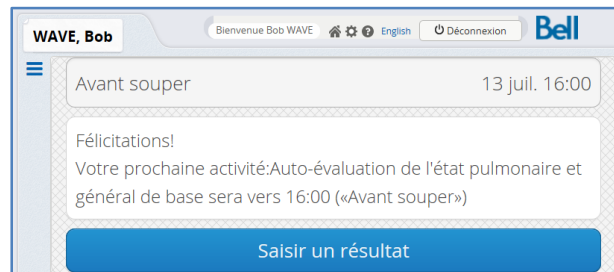 WAVE, Bob
Bienvenue Bob WAVE English Déconnexion Bell
Avant souper 13 juil. 16:00
Félicitations!
Votre prochaine activité:Auto-évaluation de l'état pulmonaire et
général de base sera vers 16:00 («Avant souper»)
Saisir un résultat